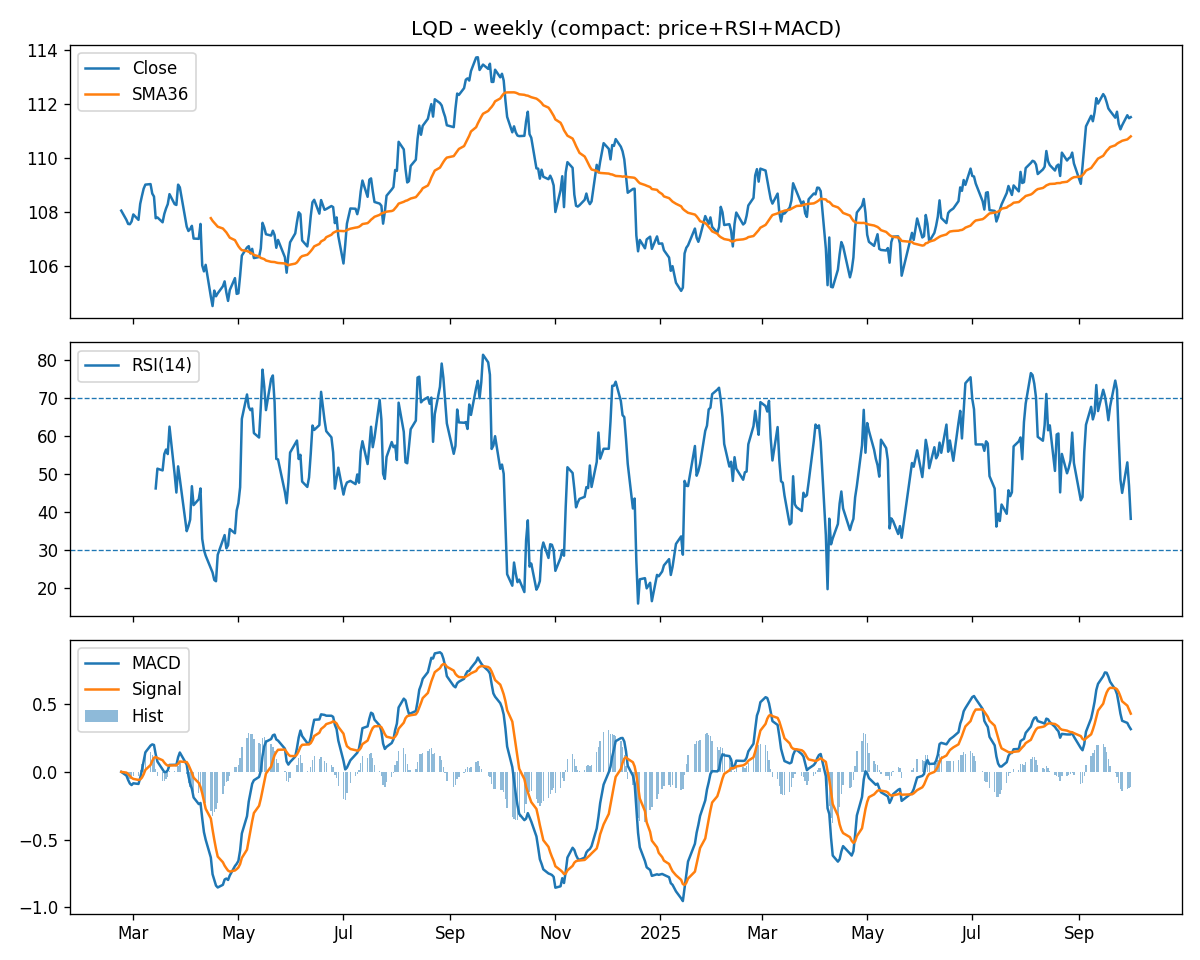 LQD - weekly (compact: price+RSI+MACD)
114
112
110
108
106
Close
SMA36
80
70
60
50
40
30
20
RSI(14)
0.5
0.0
−0.5
−1.0
MACD
Signal
Hist
Mar May Jul Sep Nov 2025 Mar May Jul Sep